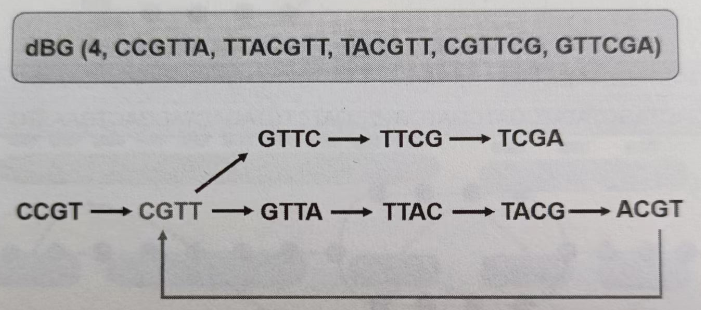 dBG (4, CCGTTA, TTACGTT, TACGTT, CGTTCG, GTTCGA)
GTTC → TTCG → TCGA
CCGT → CGTT → GTTA → TTAC → TACG → ACGT